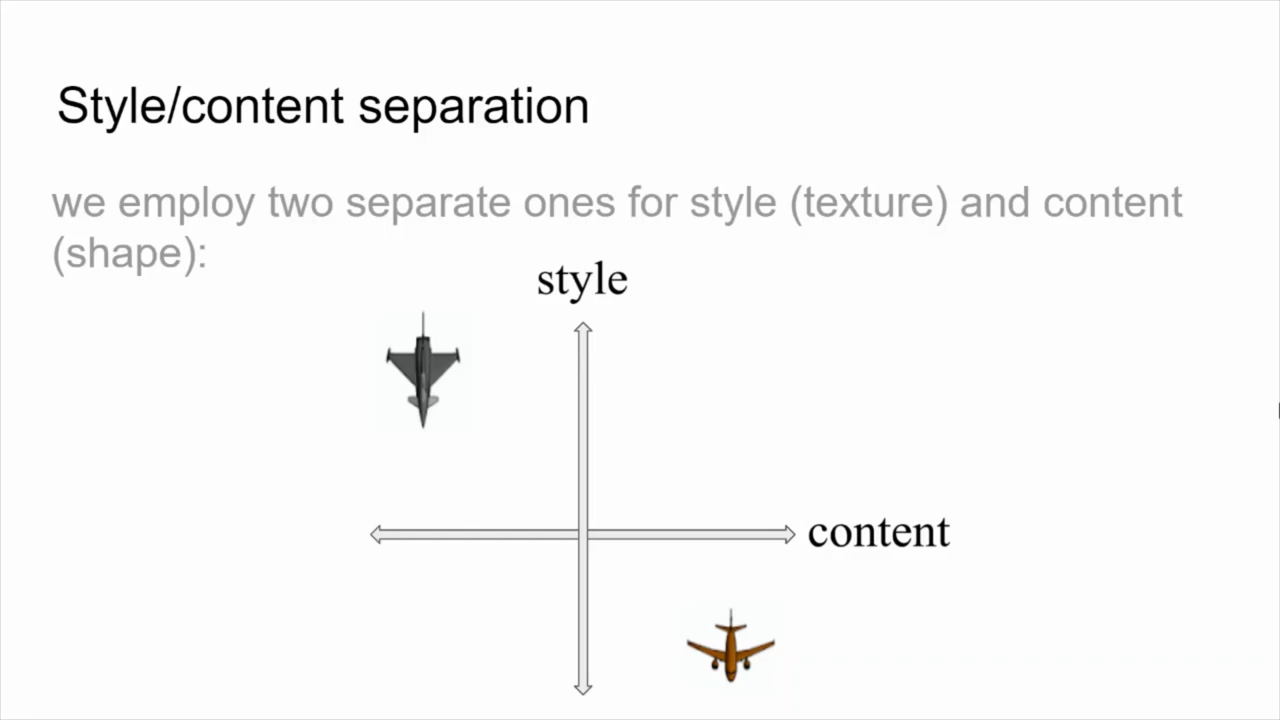 Style/content separation
we employ two separate ones for style (texture) and content
(shape):
style
content